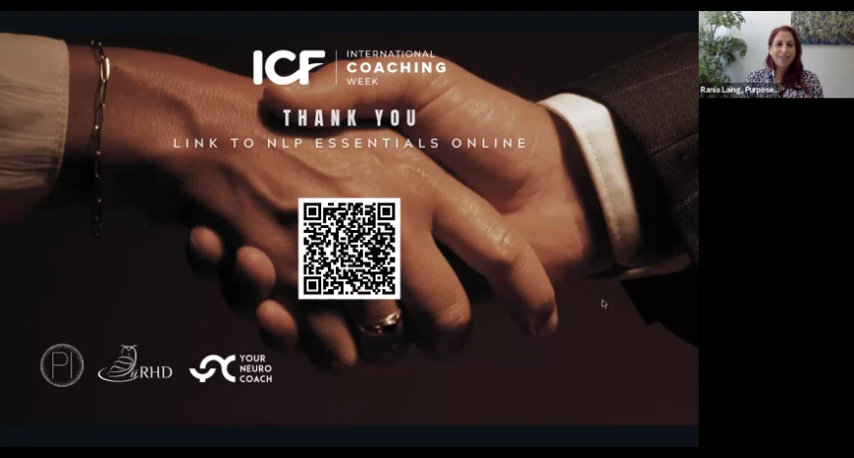 ICF
INTERNATIONAL
COACHING
WEEK
THANK YOU
LINK TO NLP ESSENTIALS ONLINE
PI
RHD
YOUR
NEURO
COACH
Rania Laing, Purpose...